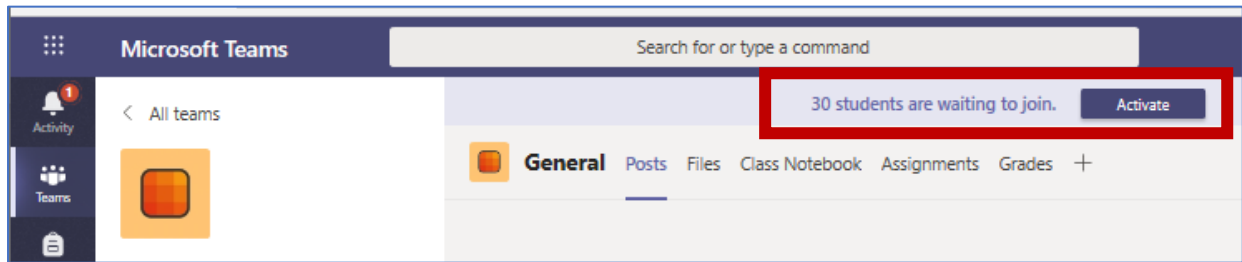 Microsoft Teams
Search for or type a command
1
Activity
Teams
All teams
30 students are waiting to join. Activate
General Posts Files Class Notebook Assignments Grades